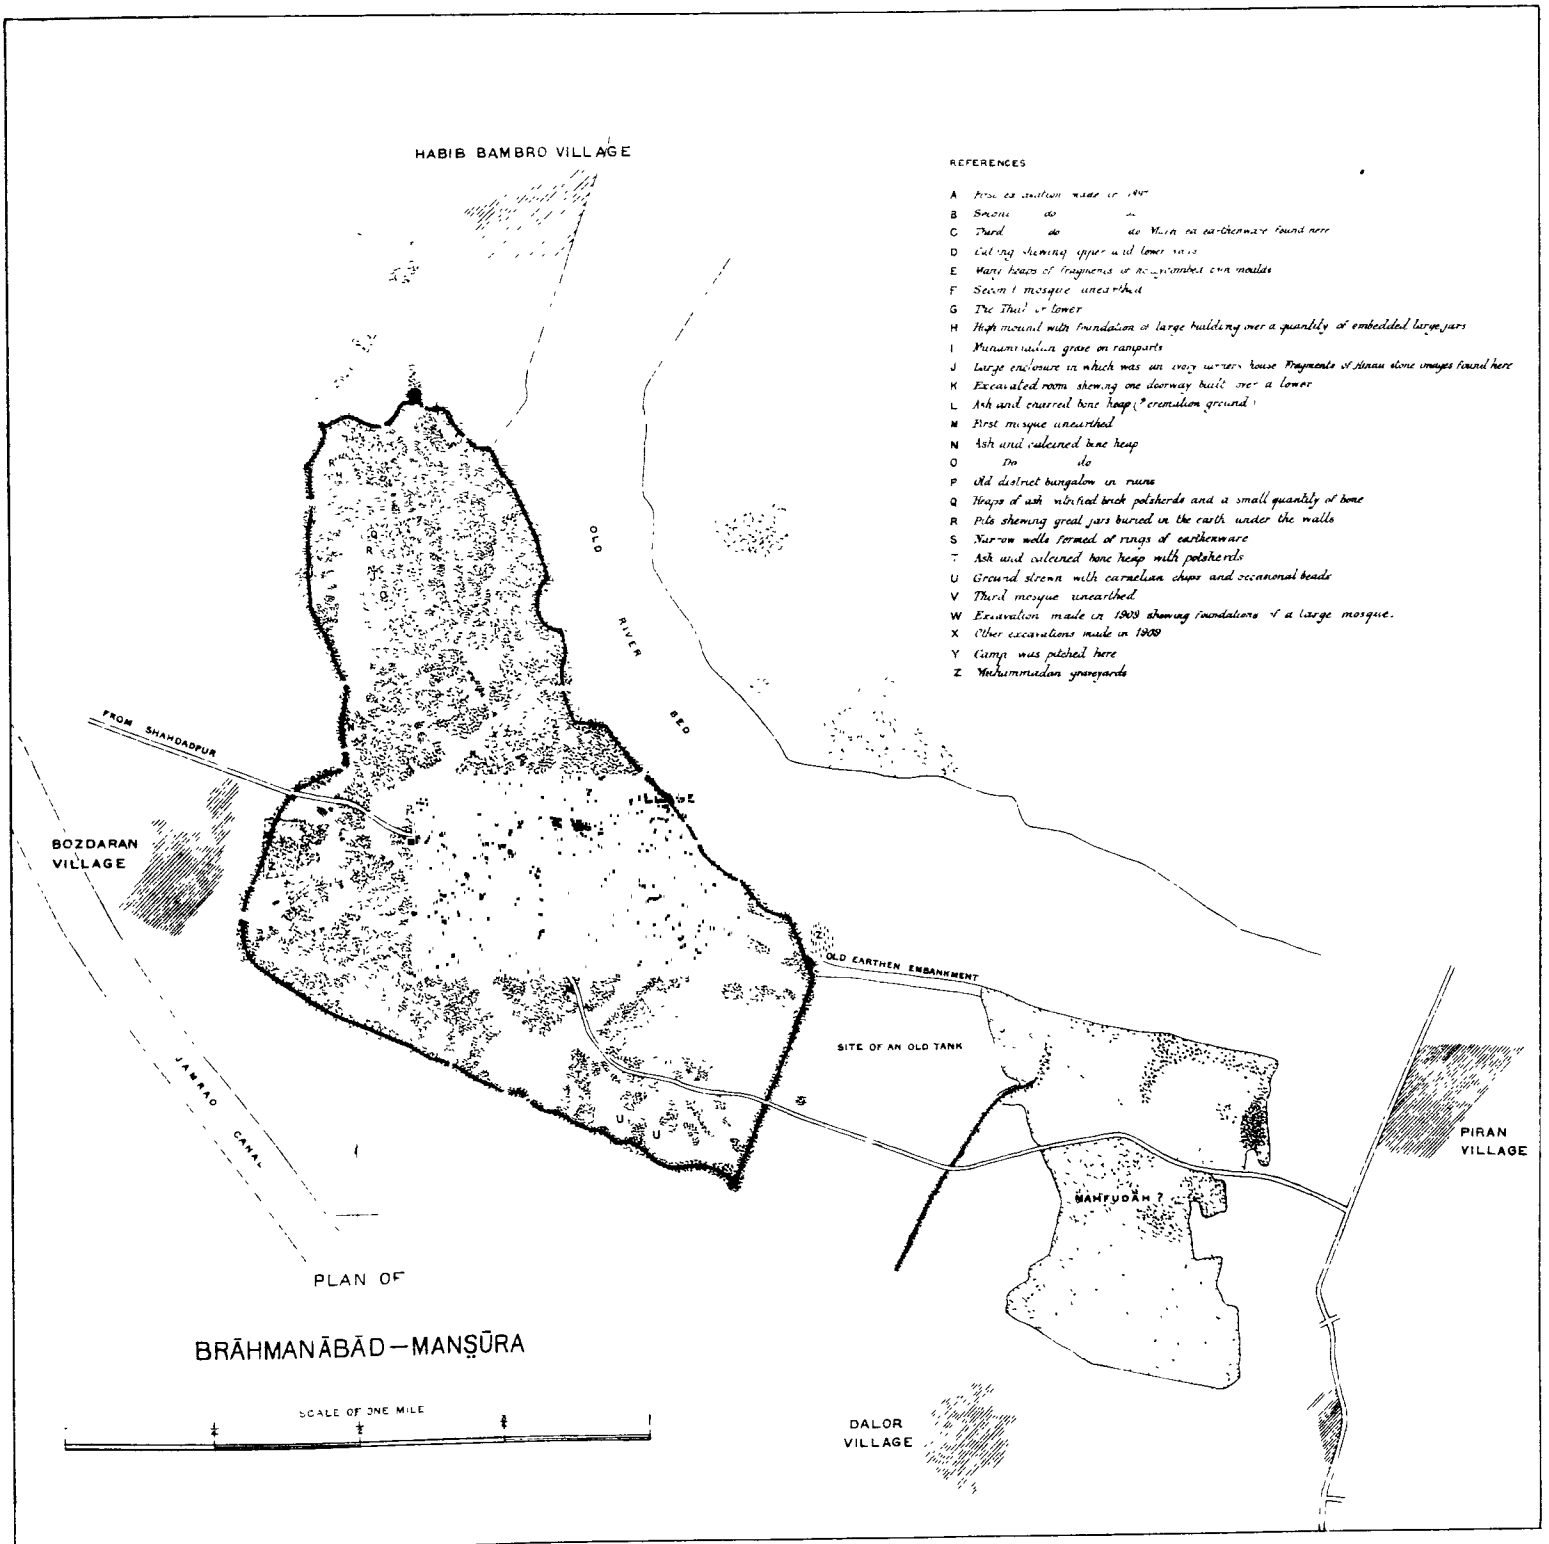 HABIB BAMBRO VILLAGE
REFERENCES
A made in
B Second do
C Third do do earthenware found here
D Cutting shewing upper and lower
E Many heaps of fragments of honeycombed coin moulds
F Second mosque unearthed
G The Thul or tower
H High mound with foundation of large building over a quantity of embedded large jars
I Muhammadan grave on ramparts
J Large enclosure in which was an ivory turners house Fragments of Hindu stone images found here
K Excavated room shewing one doorway built over a lower
L Ash and charred bone heap (? cremation ground)
M First mosque unearthed
N Ash and calcined bone heap
O Do do
P Old district bungalow in ruins
Q Heaps of ash vitrified brick potsherds and a small quantity of bone
R Pits shewing great jars buried in the earth under the walls
S Narrow wells formed of rings of earthenware
T Ash and calcined bone heap with potsherds
U Ground strewn with carnelian chips and occasional beads
V Third mosque unearthed
W Excavation made in 1909 shewing foundations of a large mosque.
X Other excavations made in 1909
Y Camp was pitched here
Z Muhammadan graveyards
OLD RIVER BED
FROM SHAHDADPUR
VILLAGE
BOZDARAN
VILLAGE
Z
OLD EARTHEN EMBANKMENT
SITE OF AN OLD TANK
JAMRAO CANAL
U
U
PIRAN
VILLAGE
MAHFUDAH ?
PLAN OF
BRĀHMANĀBĀD—MANṢŪRA
SCALE OF ONE MILE
DALOR
VILLAGE